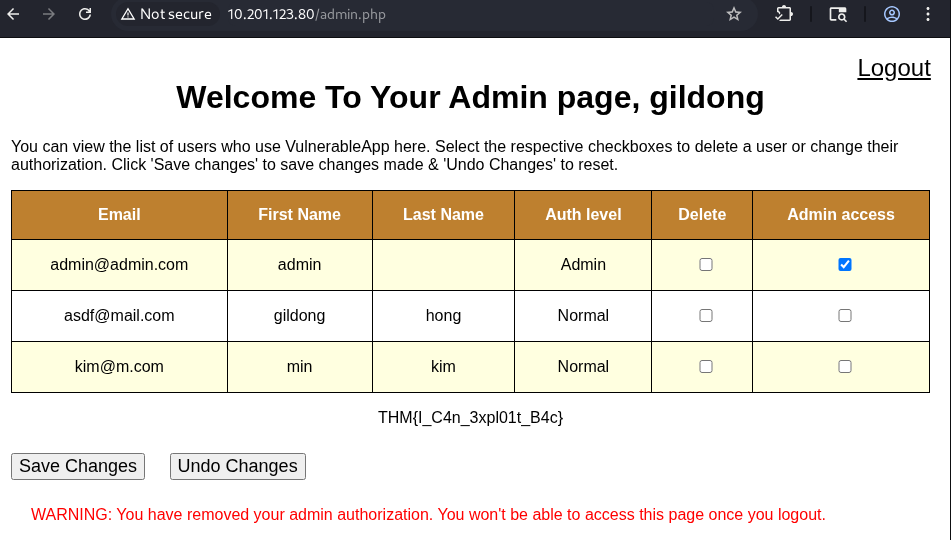 Not secure 10.201.123.80/admin.php
Logout
Welcome To Your Admin page, gildong
You can view the list of users who use VulnerableApp here. Select the respective checkboxes to delete a user or change their
authorization. Click 'Save changes' to save changes made & 'Undo Changes' to reset.
Email First Name Last Name Auth level Delete Admin access
admin@admin.com admin Admin
asdf@mail.com gildong hong Normal
kim@m.com min kim Normal
THM{I_C4n_3xpl01t_B4c}
Save Changes Undo Changes
WARNING: You have removed your admin authorization. You won't be able to access this page once you logout.